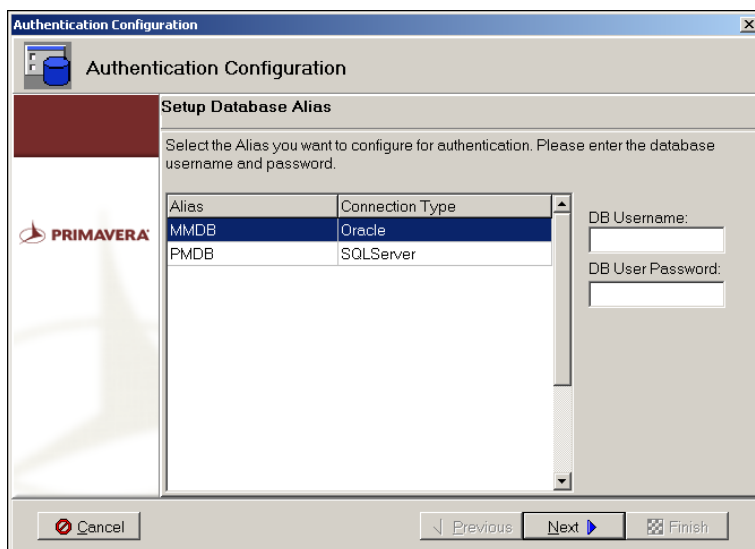 Authentication Configuration
Authentication Configuration
Setup Database Alias
Select the Alias you want to configure for authentication. Please enter the database
username and password.
Alias Connection Type
MMDB Oracle
PMDB SQLServer
DB Username:
DB User Password:
PRIMAVERA
Cancel Previous Next Finish